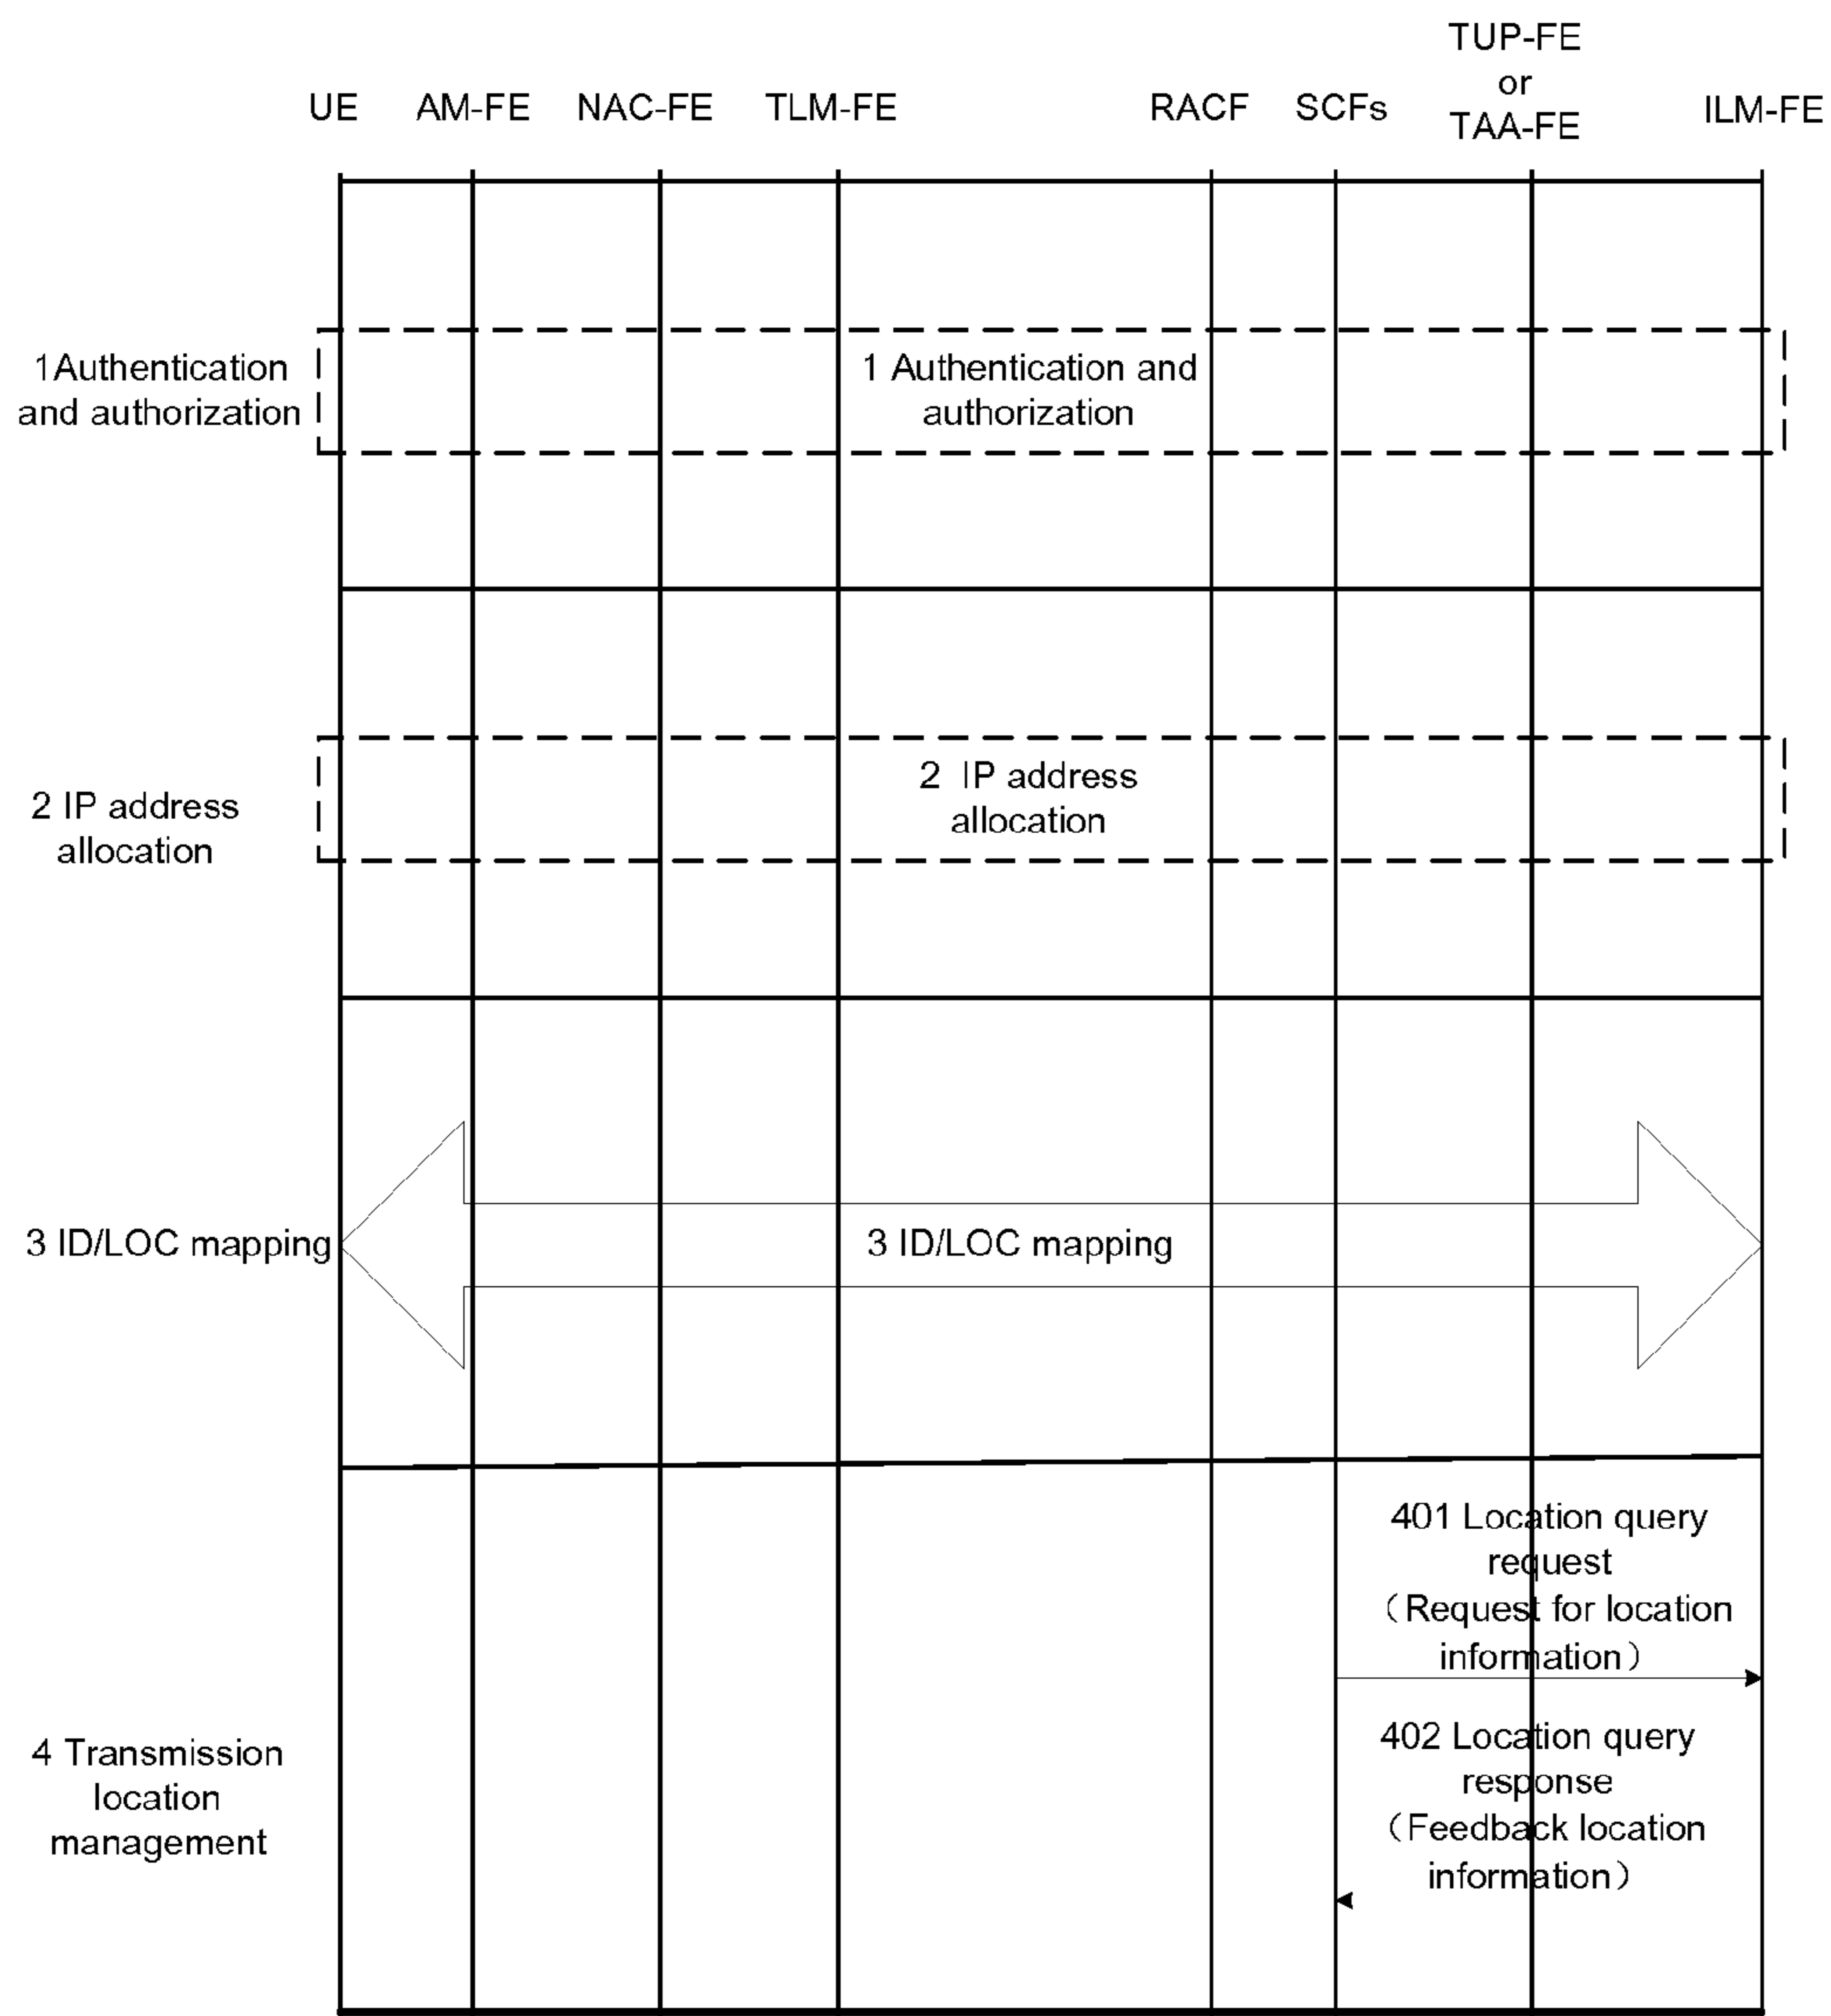 TUP-FE
or
TAA-FE
UE AM-FE NAC-FE TLM-FE RACF SCFs ILM-FE
1Authentication
and authorization
1 Authentication and
authorization
2 IP address
allocation
2 IP address
allocation
3 ID/LOC mapping
3 ID/LOC mapping
401 Location query
request
（Request for location
information）
402 Location query
response
（Feedback location
information）
4 Transmission
location
management